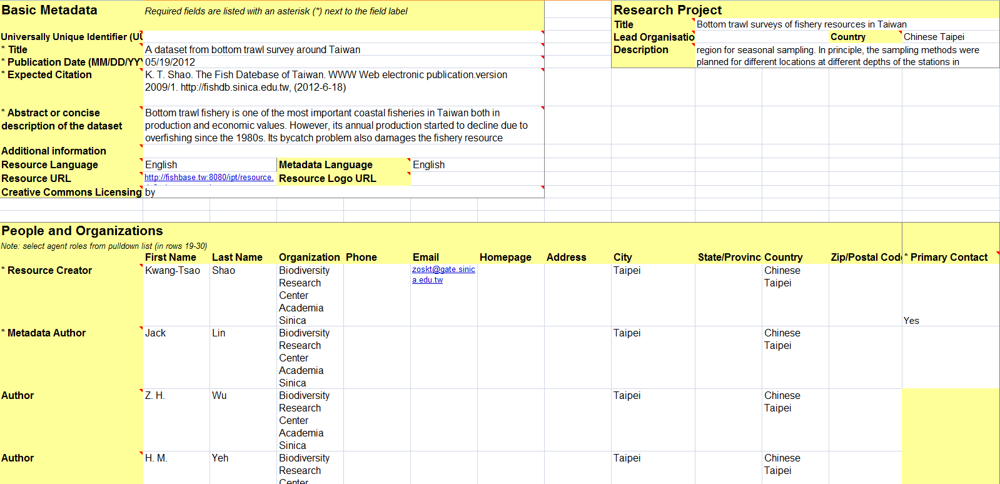 Basic Metadata
Required fields are listed with an asterisk (*) next to the field label
Research Project
Title
Bottom trawl surveys of fishery resources in Taiwan
Universally Unique Identifier (UU
Lead Organisatio
Country
Chinese Taipei
* Title
A dataset from bottom trawl survey around Taiwan
Description
region for seasonal sampling. In principle, the sampling methods were
planned for different locations at different depths of the stations in
* Publication Date (MM/DD/YYY
05/19/2012
* Expected Citation
K. T. Shao. The Fish Datebase of Taiwan. WWW Web electronic publication.version
2009/1. http://fishdb.sinica.edu.tw, (2012-6-18)
* Abstract or concise
description of the dataset
Bottom trawl fishery is one of the most important coastal fisheries in Taiwan both in
production and economic values. However, its annual production started to decline due to
overfishing since the 1980s. Its bycatch problem also damages the fishery resource
Additional information
Resource Language
English
Metadata Language
English
Resource URL
http://fishbase.tw:8080/ipt/resource.
Resource Logo URL
Creative Commons Licensing
by
People and Organizations
Note: select agent roles from pulldown list (in rows 19-30)
First Name
Last Name
Organization
Phone
Email
Homepage
Address
City
State/Provinc
Country
Zip/Postal Code
* Primary Contact
* Resource Creator
Kwang-Tsao
Shao
Biodiversity
Research
Center
Academia
Sinica
zoskt@gate.sinic
a.edu.tw
Taipei
Chinese
Taipei
Yes
* Metadata Author
Jack
Lin
Biodiversity
Research
Center
Academia
Sinica
Taipei
Chinese
Taipei
Author
Z. H.
Wu
Biodiversity
Research
Center
Academia
Sinica
Taipei
Chinese
Taipei
Author
H. M.
Yeh
Biodiversity
Research
Center
Taipei
Chinese
Taipei